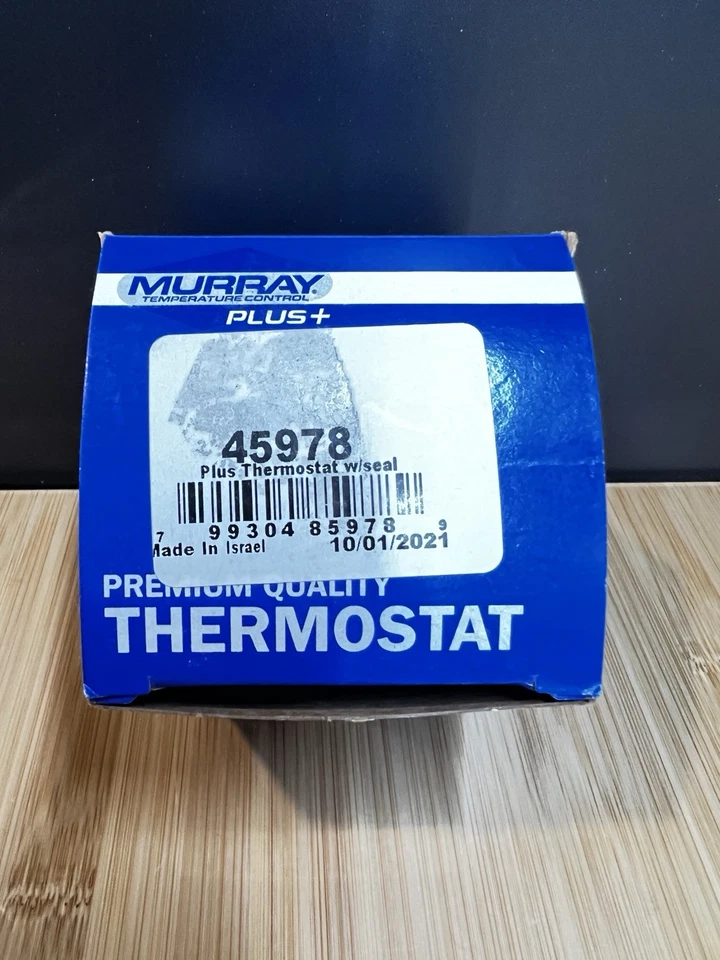 MURRAY®
TEMPERATURE CONTROL
PLUS+
45978
Plus Thermostat w/seal
7 99304 85978 9
Made In Israel 10/01/2021
PREMIUM QUALITY
THERMOSTAT